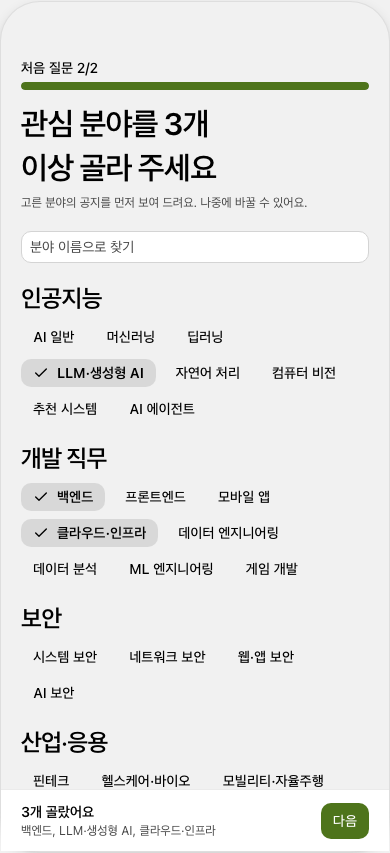 처음 질문 2/2
관심 분야를 3개
이상 골라 주세요
고른 분야의 공지를 먼저 보여 드려요. 나중에 바꿀 수 있어요.
분야 이름으로 찾기
인공지능
AI 일반 머신러닝 딥러닝
LLM·생성형 AI 자연어 처리 컴퓨터 비전
추천 시스템 AI 에이전트
개발 직무
백엔드 프론트엔드 모바일 앱
클라우드·인프라 데이터 엔지니어링
데이터 분석 ML 엔지니어링 게임 개발
보안
시스템 보안 네트워크 보안 웹·앱 보안
AI 보안
산업·응용
핀테크 헬스케어·바이오 모빌리티·자율주행
3개 골랐어요
백엔드, LLM·생성형 AI, 클라우드·인프라
다음